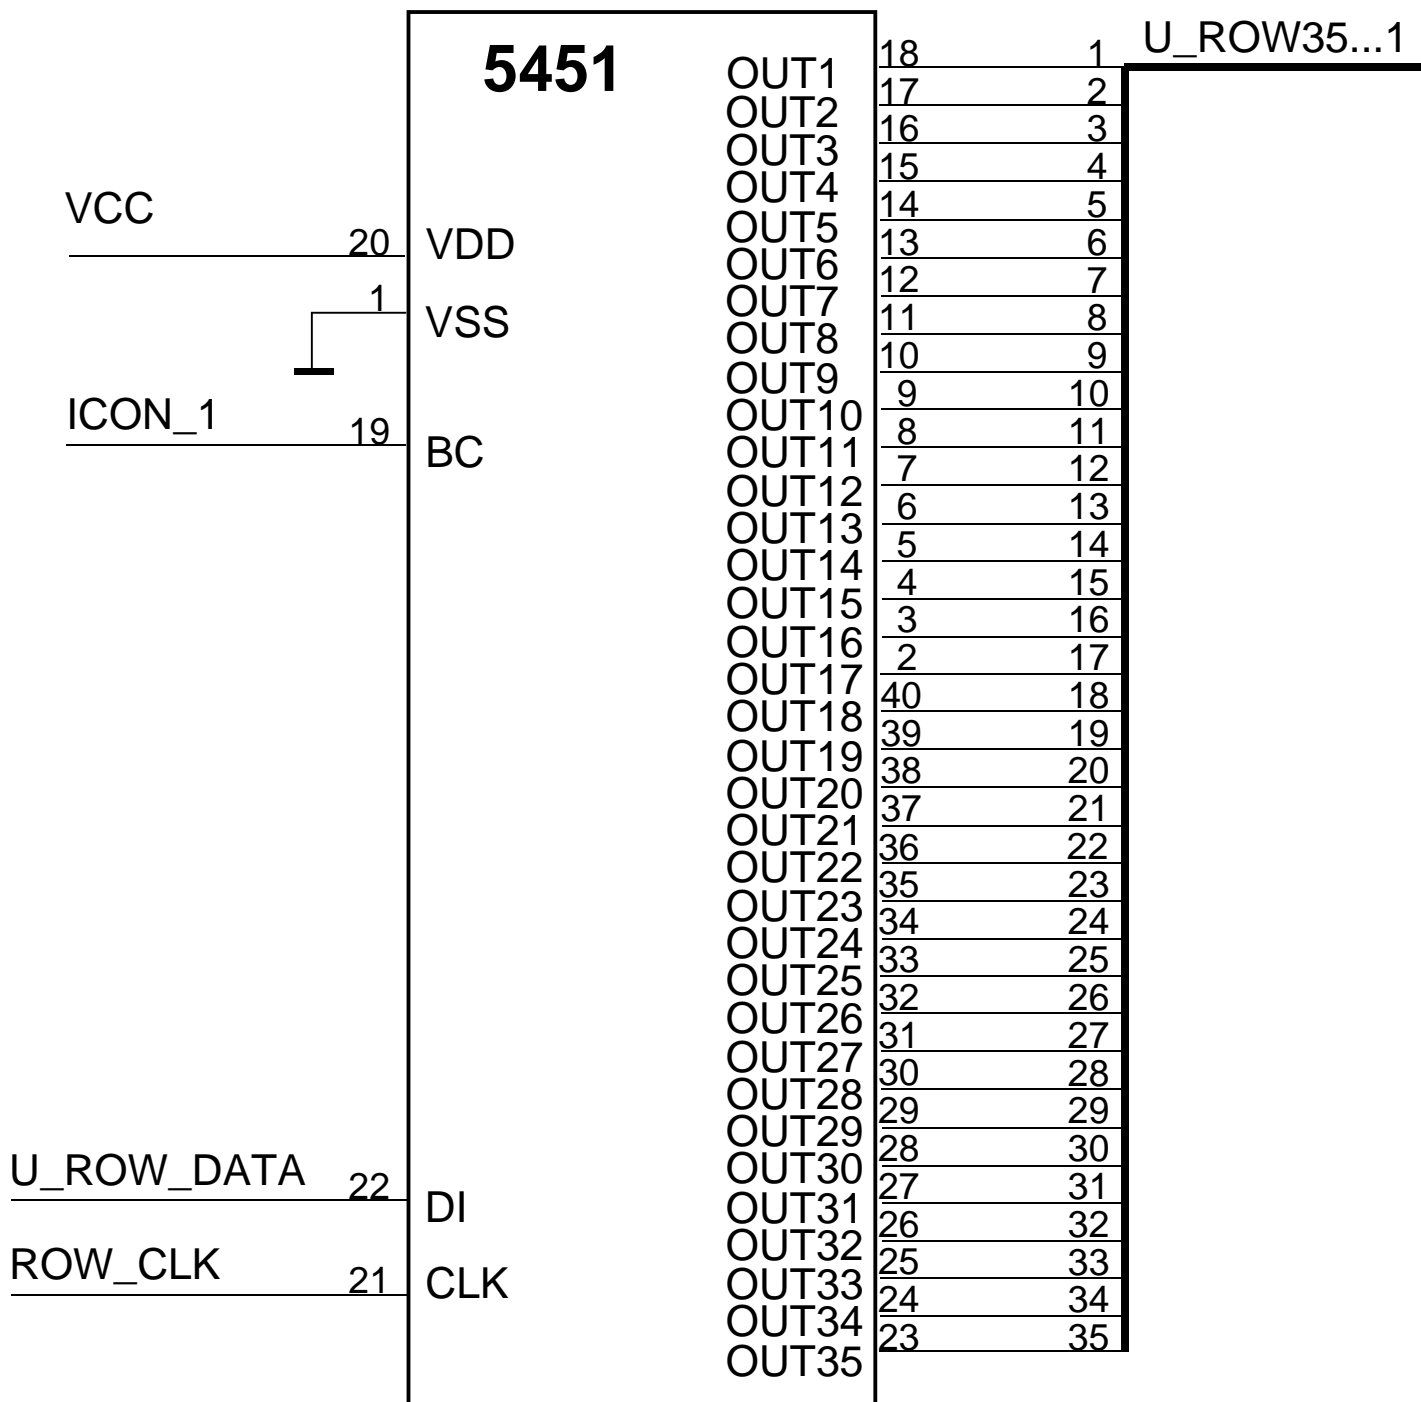 U_ROW35...1
5451
OUT1 18 1
OUT2 17 2
OUT3 16 3
OUT4 15 4
VCC
OUT5 14 5
20 VDD OUT6 13 6
OUT7 12 7
1 VSS OUT8 11 8
OUT9 10 9
ICON_1 OUT10 9 10
19 BC OUT11 8 11
OUT12 7 12
OUT13 6 13
OUT14 5 14
OUT15 4 15
OUT16 3 16
OUT17 2 17
OUT18 40 18
OUT19 39 19
OUT20 38 20
OUT21 37 21
OUT22 36 22
OUT23 35 23
OUT24 34 24
OUT25 33 25
OUT26 32 26
OUT27 31 27
OUT28 30 28
OUT29 29 29
OUT30 28 30
U_ROW_DATA 22 DI OUT31 27 31
OUT32 26 32
ROW_CLK 21 CLK OUT33 25 33
OUT34 24 34
OUT35 23 35